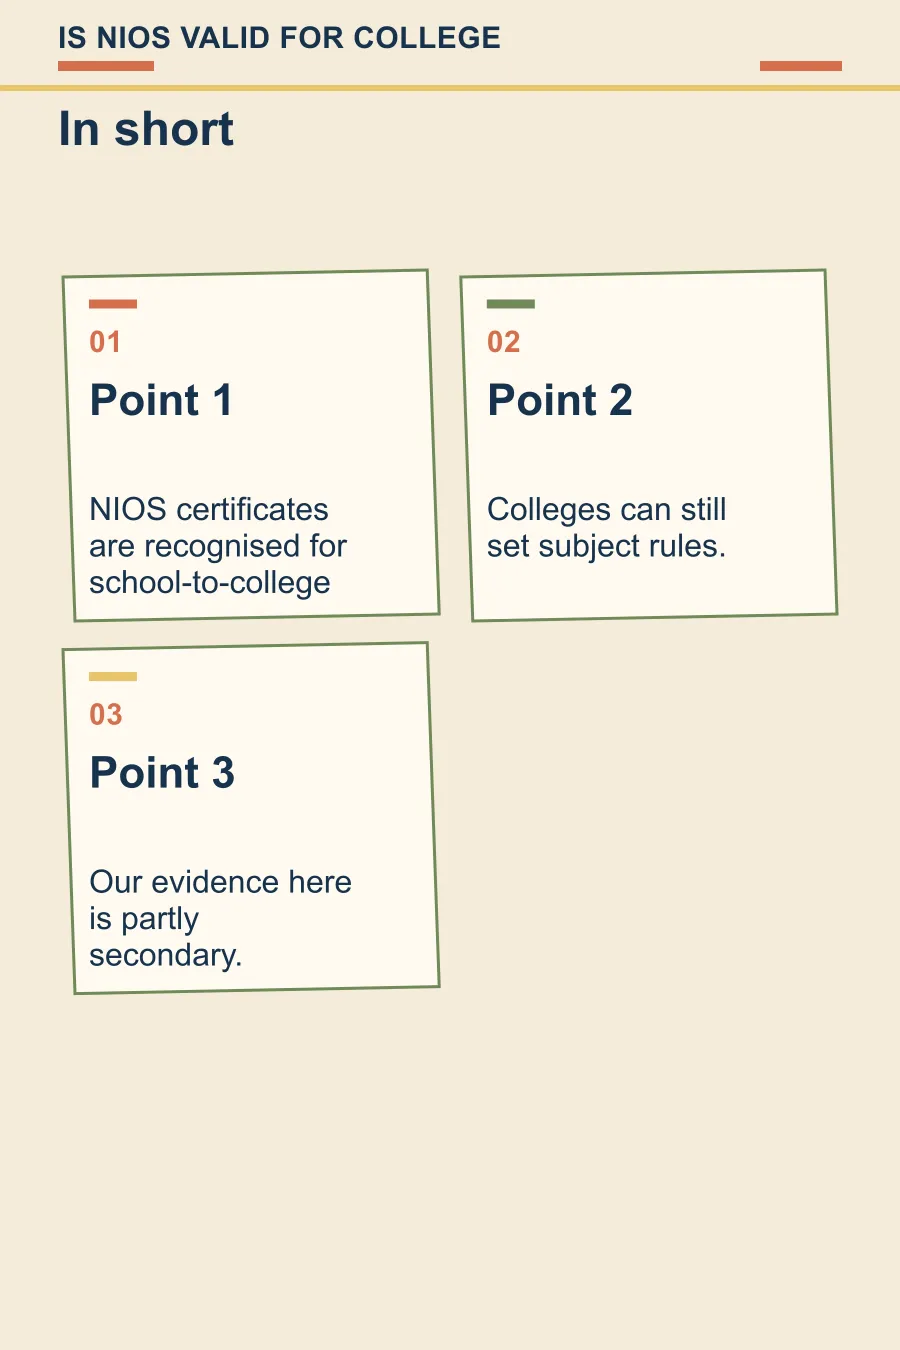 IS NIOS VALID FOR COLLEGE
In short
01
Point 1
NIOS certificates
are recognised for
school-to-college
02
Point 2
Colleges can still
set subject rules.
03
Point 3
Our evidence here
is partly
secondary.